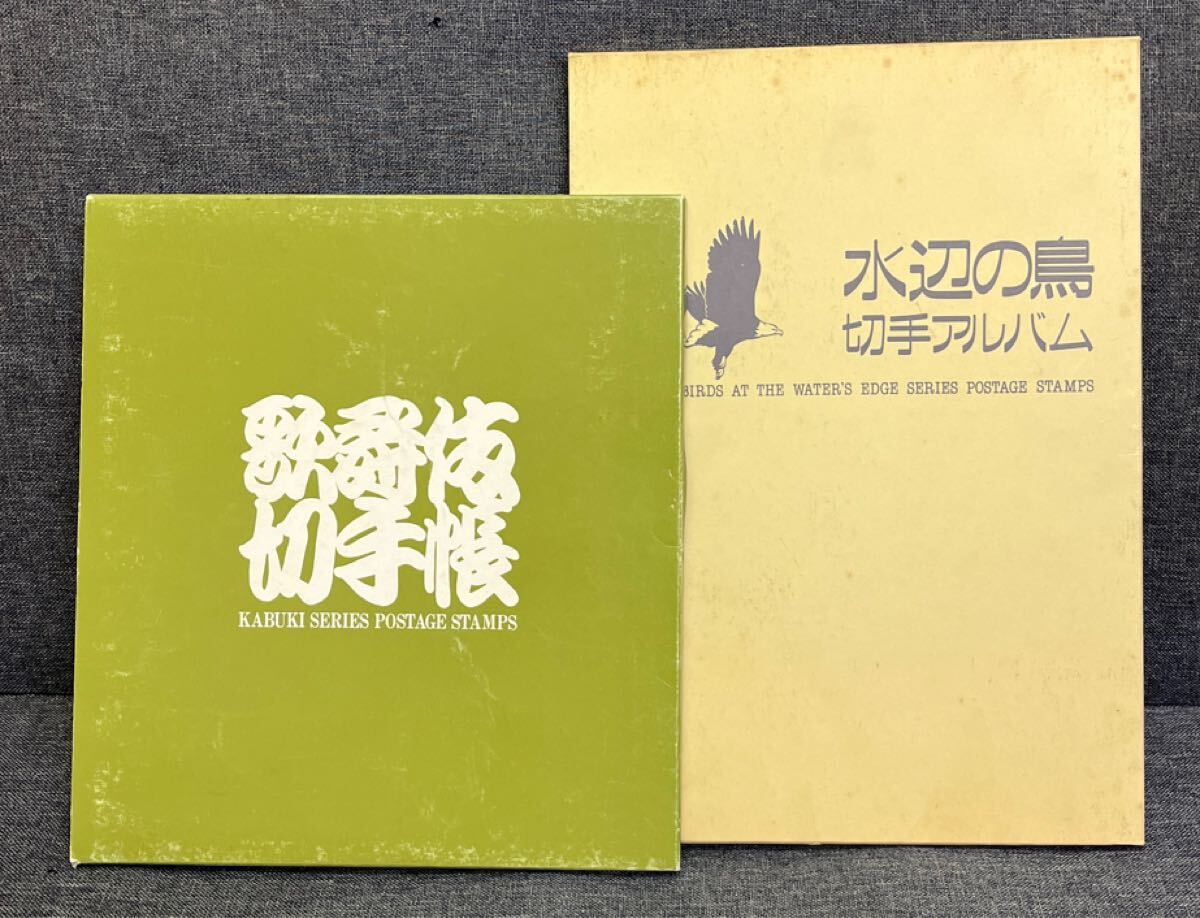 歌舞伎
切手帳
KABUKI SERIES POSTAGE STAMPS
水辺の鳥
切手アルバム
BIRDS AT THE WATER'S EDGE SERIES POSTAGE STAMPS